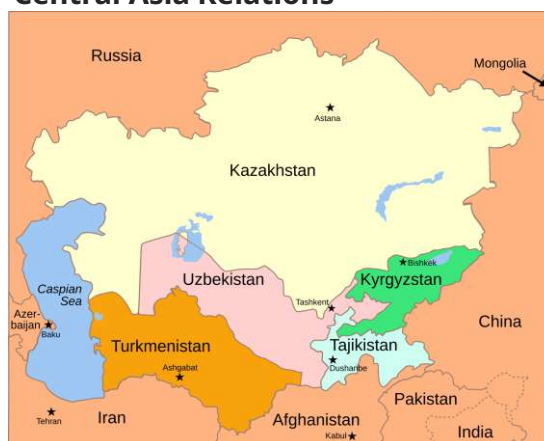 Central Asia Relations
Russia
Mongolia
Astana
Kazakhstan
Caspian
Sea
Uzbekistan
Bishkek
Kyrgyzstan
Tashkent
Azer-
baijan
Baku
Turkmenistan
Tajikistan
China
Ashgabat
Dushanbe
Tehran
Iran
Afghanistan
Kabul
Pakistan
India